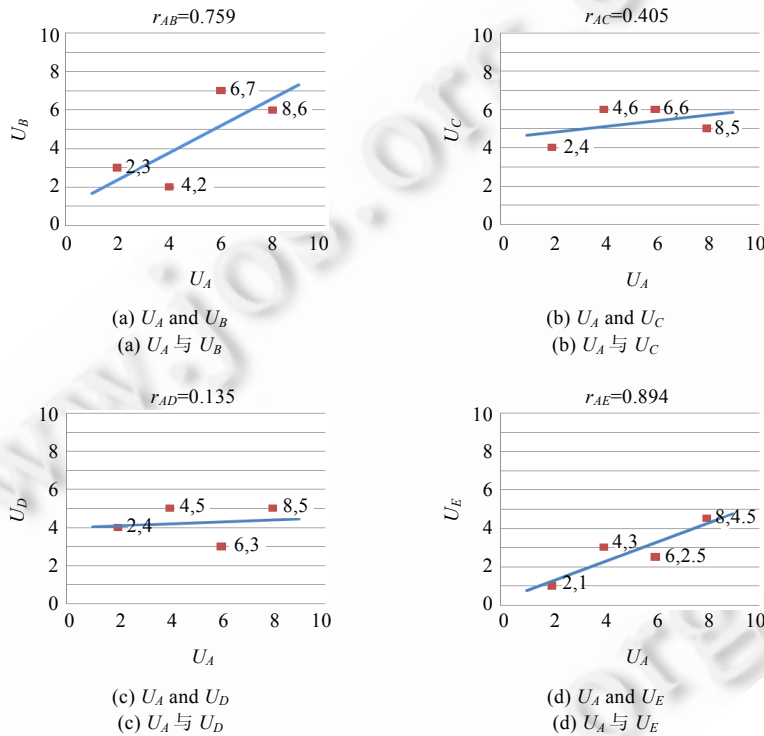 r_AB=0.759
10
8
6
4
2
0
U_B
6,7
8,6
2,3
4,2
0 2 4 6 8 10
U_A
(a) U_A and U_B
(a) U_A 与 U_B
r_AC=0.405
10
8
6
4
2
0
U_C
4,6
6,6
8,5
2,4
0 2 4 6 8 10
U_A
(b) U_A and U_C
(b) U_A 与 U_C
r_AD=0.135
10
8
6
4
2
0
U_D
4,5
8,5
2,4
6,3
0 2 4 6 8 10
U_A
(c) U_A and U_D
(c) U_A 与 U_D
r_AE=0.894
10
8
6
4
2
0
U_E
8,4.5
4,3
6,2.5
2,1
0 2 4 6 8 10
U_A
(d) U_A and U_E
(d) U_A 与 U_E